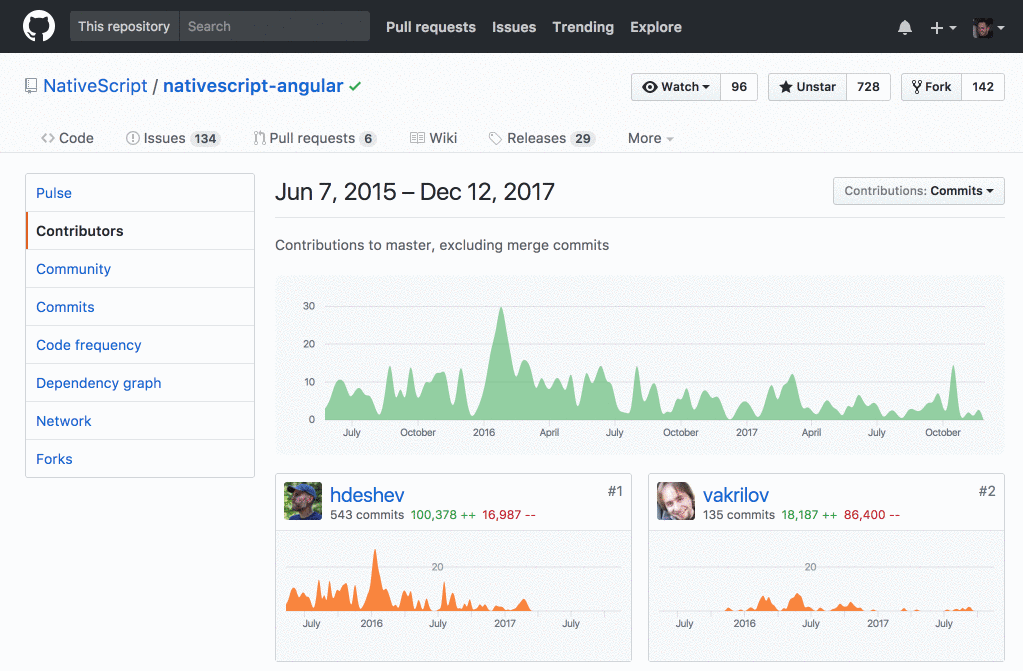 This repository Search Pull requests Issues Trending Explore
NativeScript / nativescript-angular Watch 96 Unstar 728 Fork 142
Code Issues 134 Pull requests 6 Wiki Releases 29 More
Pulse
Contributors
Community
Commits
Code frequency
Dependency graph
Network
Forks
Jun 7, 2015 – Dec 12, 2017 Contributions: Commits
Contributions to master, excluding merge commits
30
20
10
0
July October 2016 April July October 2017 April July October
hdeshev #1
543 commits 100,378 ++ 16,987 --
20
July 2016 July 2017 July
vakrilov #2
135 commits 18,187 ++ 86,400 --
20
July 2016 July 2017 July